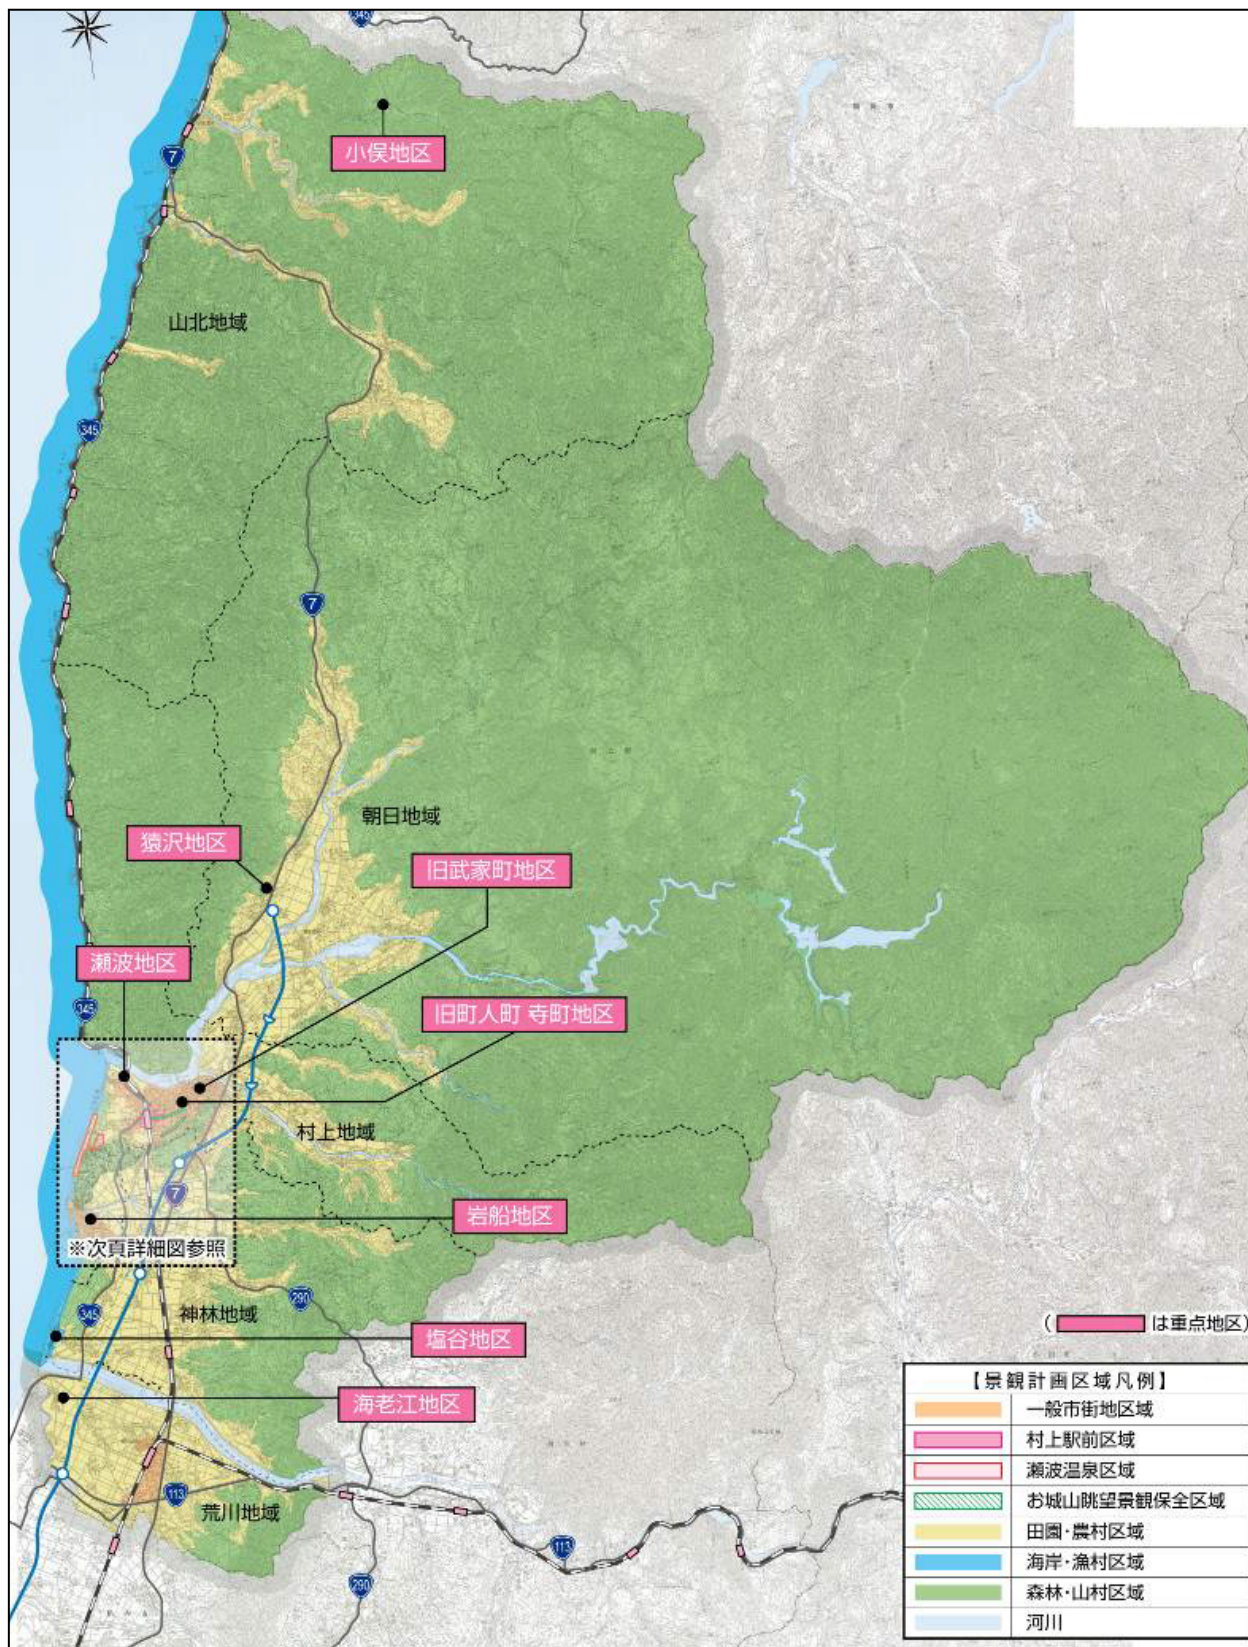 345
小俣地区
7
山北地域
345
7
朝日地域
猿沢地区
旧武家町地区
瀬波地区
345
旧町人町 寺町地区
村上地域
7
岩船地区
※次頁詳細図参照
290
345
神林地域
塩谷地区
(は重点地区)
海老江地区
113
荒川地域
113
290
【景観計画区域凡例】
一般市街地区域
村上駅前区域
瀬波温泉区域
お城山眺望景観保全区域
田園・農村区域
海岸・漁村区域
森林・山村区域
河川